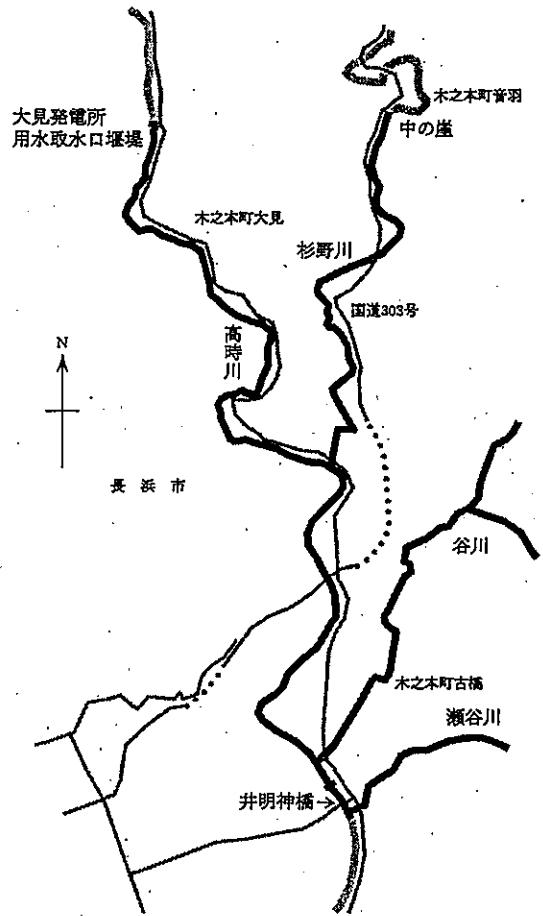 大見発電所
用水取水口堰堤
木之本町音羽
中の崖
木之本町大見
杉野川
国道303号
高時川
N
長浜市
谷川
木之本町古橋
瀬谷川
井明神橋→